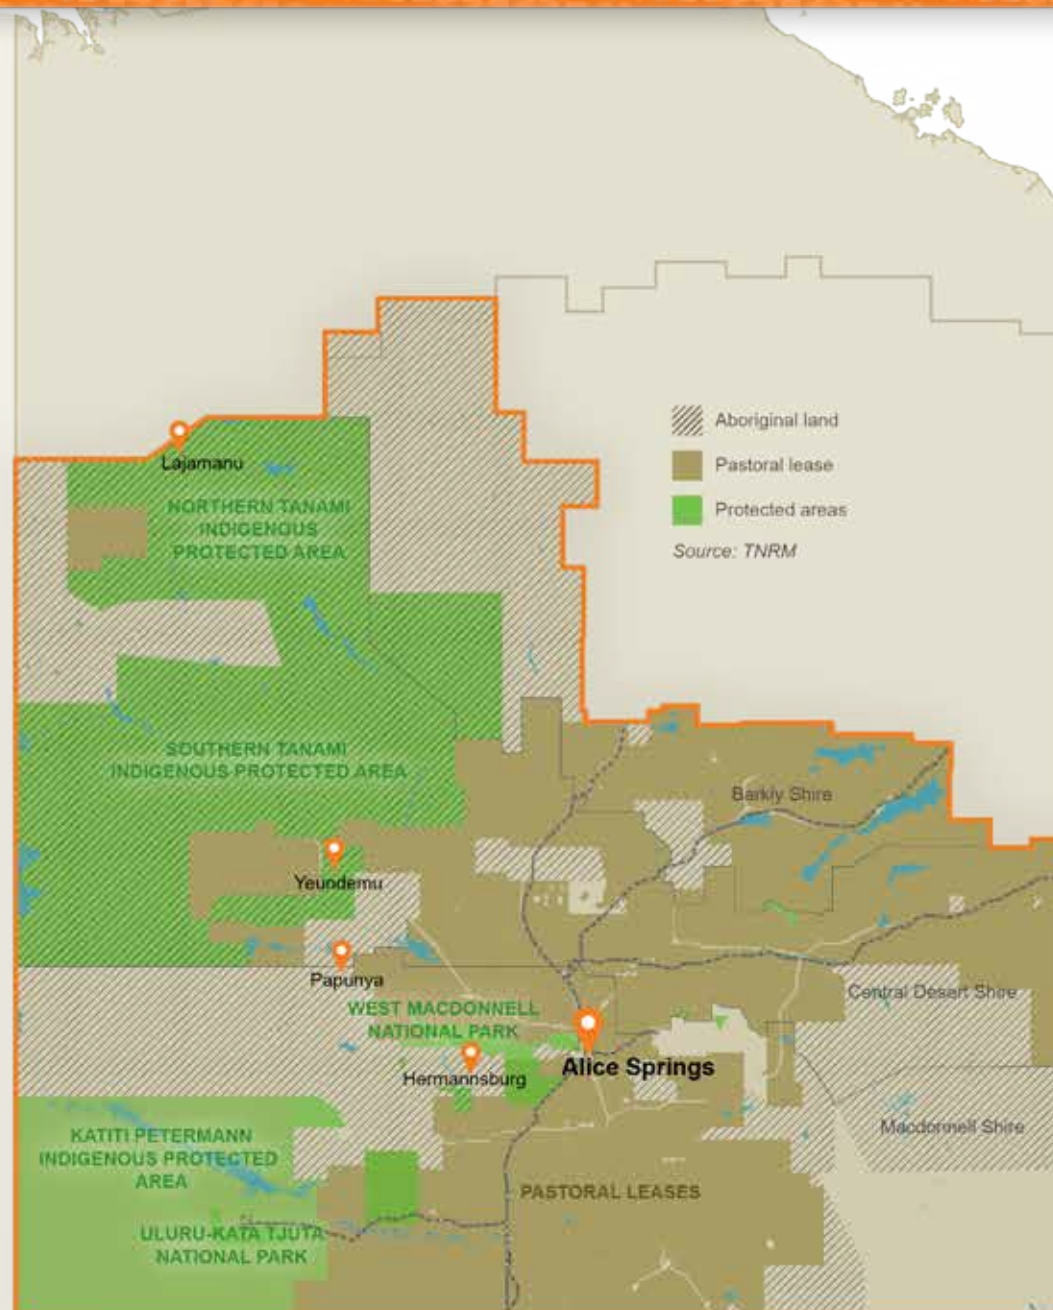 Aboriginal land
Pastoral lease
Protected areas
Source: TNRM
Lajamanu
NORTHERN TANAMI
INDIGENOUS
PROTECTED AREA
SOUTHERN TANAMI
INDIGENOUS PROTECTED AREA
Barkly Shire
Yeundemu
Papunya
Central Desert Shire
WEST MACDONNELL
NATIONAL PARK
Alice Springs
Hermannsburg
Macdonnell Shire
KATITI PETERMANN
INDIGENOUS PROTECTED
AREA
PASTORAL LEASES
ULURU-KATA TJUTA
NATIONAL PARK